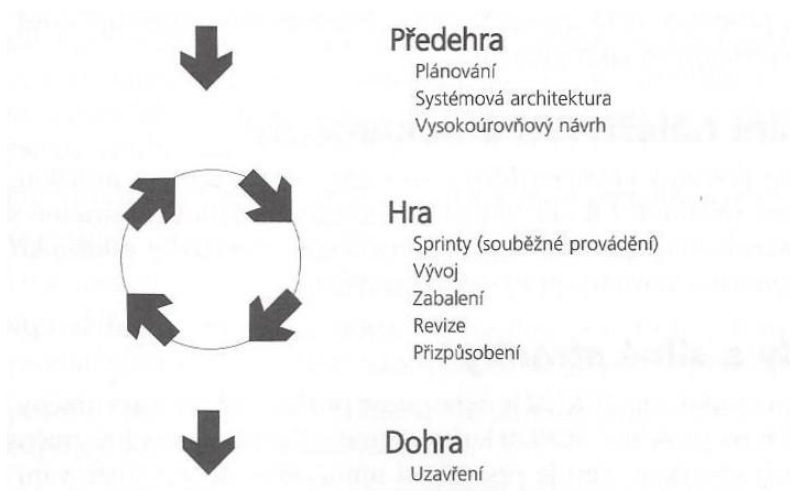 Předehra
Plánování
Systémová architektura
Vysokoúrovňový návrh
Hra
Sprinty (souběžné provádění)
Vývoj
Zabalení
Revize
Přizpůsobení
Dohra
Uzavření